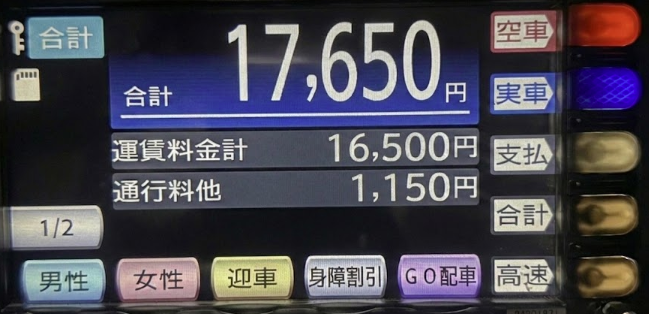 合計
17,650円
合計
運賃料金計 16,500円
通行料他 1,150円
1/2
男性 女性 迎車 身障割引 GO配車
空車
実車
支払
合計
高速